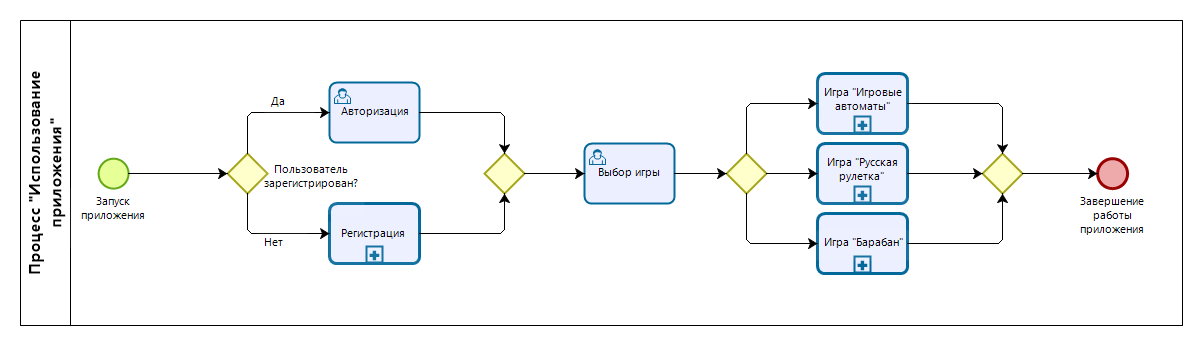 Процесс "Использование
приложения"
Запуск
приложения
Да
Пользователь
зарегистрирован?
Нет
Авторизация
Регистрация
Выбор игры
Игра "Игровые
автоматы"
Игра "Русская
рулетка"
Игра "Барабан"
Завершение
работы
приложения